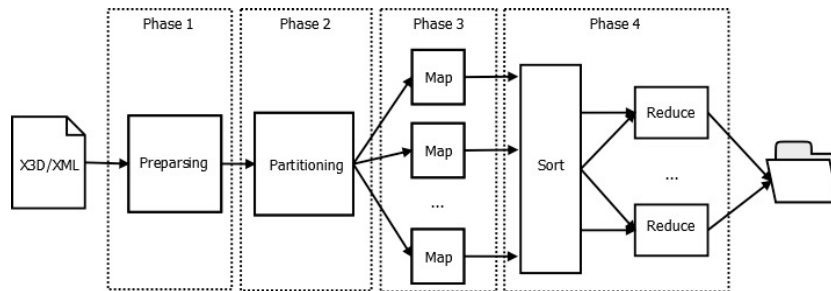 Phase 1
Phase 2
Phase 3
Phase 4
X3D/XML
Preparsing
Partitioning
Map
Map
...
Map
Sort
Reduce
...
Reduce